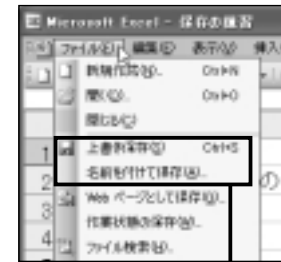 Microsoft Excel - 保存の練習
ファイル(F) 編集(E) 表示(V) 挿入
新規作成(N)... Ctrl+N
開く(O)... Ctrl+O
閉じる(C)
上書き保存(S) Ctrl+S
名前を付けて保存(A)...
Web ページとして保存(G)...
作業状態の保存(W)...
ファイル検索(H)...
1
2
の
3
4